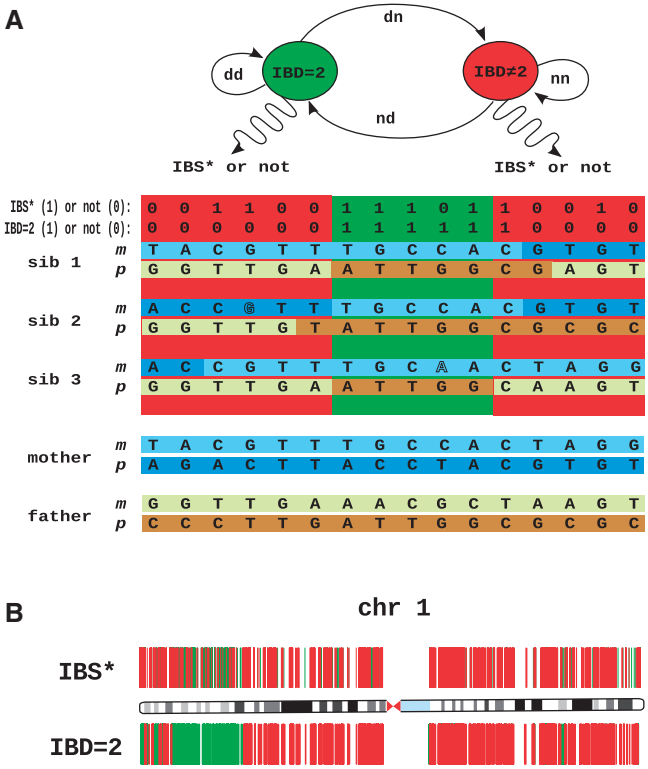 A
dn
dd
IBD=2
IBD≠2
nn
nd
IBS* or not
IBS* or not
IBS* (1) or not (0): 0 0 1 1 0 0 1 1 1 0 1 1 0 0 1 0
IBD=2 (1) or not (0): 0 0 0 0 0 0 1 1 1 1 1 0 0 0 0 0
sib 1
m T A C G T T T G C C A C G T G T
p G G T T G A A T T G G C G A G T
sib 2
m A C C G T T T G C C A C G T G T
p G G T T G T A T T G G C G C G C
sib 3
m A C C G T T T G C A A C T A G G
p G G T T G A A T T G G C A A G T
mother
m T A C G T T T G C C A C T A G G
p A G A C T T A C C T A C G T G T
father
m G G T T G A A A C G C T A A G T
p C C C T T G A T T G G C G C G C
B
chr 1
IBS*
IBD=2